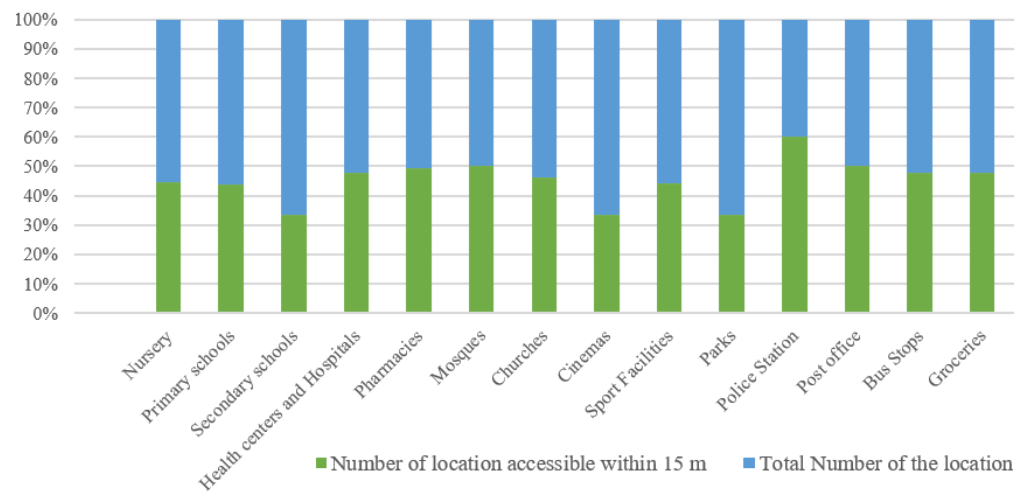 100%
90%
80%
70%
60%
50%
40%
30%
20%
10%
0%
Nursery
Primary schools
Secondary schools
Health centers and Hospitals
Pharmacies
Mosques
Churches
Cinemas
Sport Facilities
Parks
Police Station
Post office
Bus Stops
Groceries
Number of location accessible within 15 m
Total Number of the location